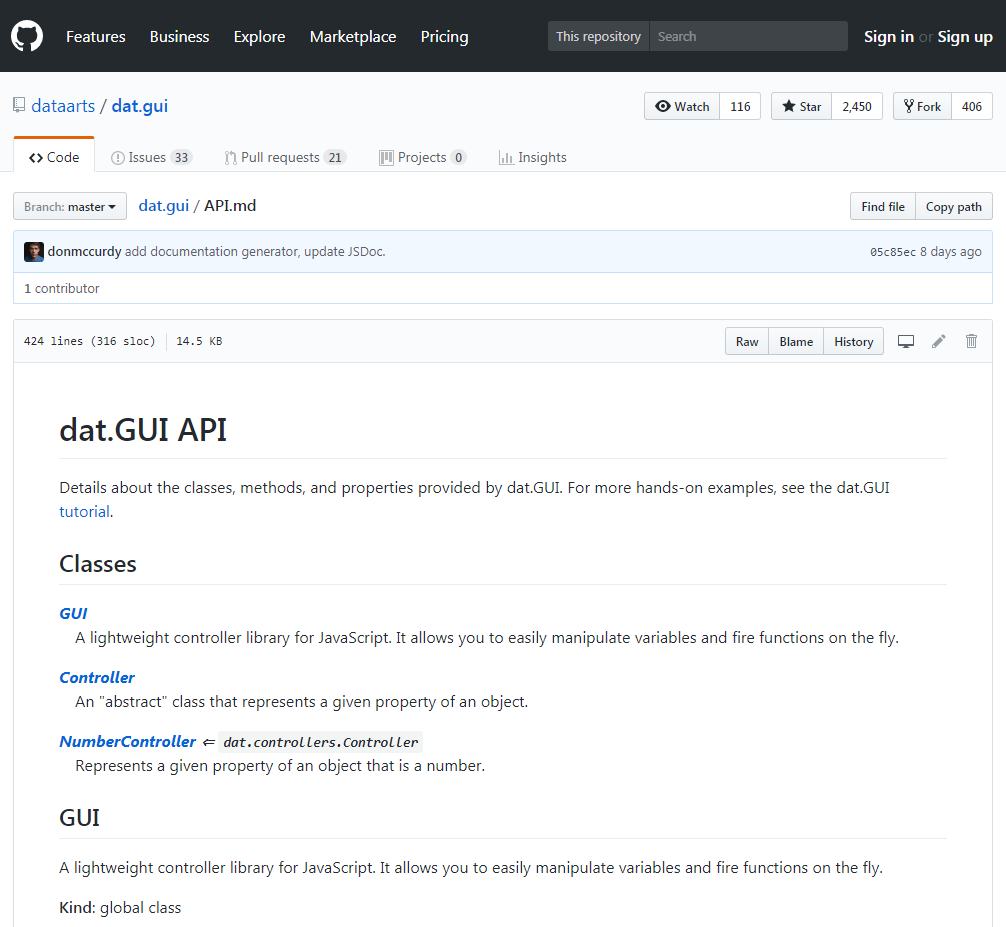 Features Business Explore Marketplace Pricing This repository Search Sign in or Sign up
dataarts / dat.gui Watch 116 Star 2,450 Fork 406
Code Issues 33 Pull requests 21 Projects 0 Insights
Branch: master dat.gui / API.md Find file Copy path
donmccurdy add documentation generator, update JSDoc. 05c85ec 8 days ago
1 contributor
424 lines (316 sloc) 14.5 KB Raw Blame History
dat.GUI API
Details about the classes, methods, and properties provided by dat.GUI. For more hands-on examples, see the dat.GUI
tutorial.
Classes
GUI
A lightweight controller library for JavaScript. It allows you to easily manipulate variables and fire functions on the fly.
Controller
An "abstract" class that represents a given property of an object.
NumberController ⇐ dat.controllers.Controller
Represents a given property of an object that is a number.
GUI
A lightweight controller library for JavaScript. It allows you to easily manipulate variables and fire functions on the fly.
Kind: global class